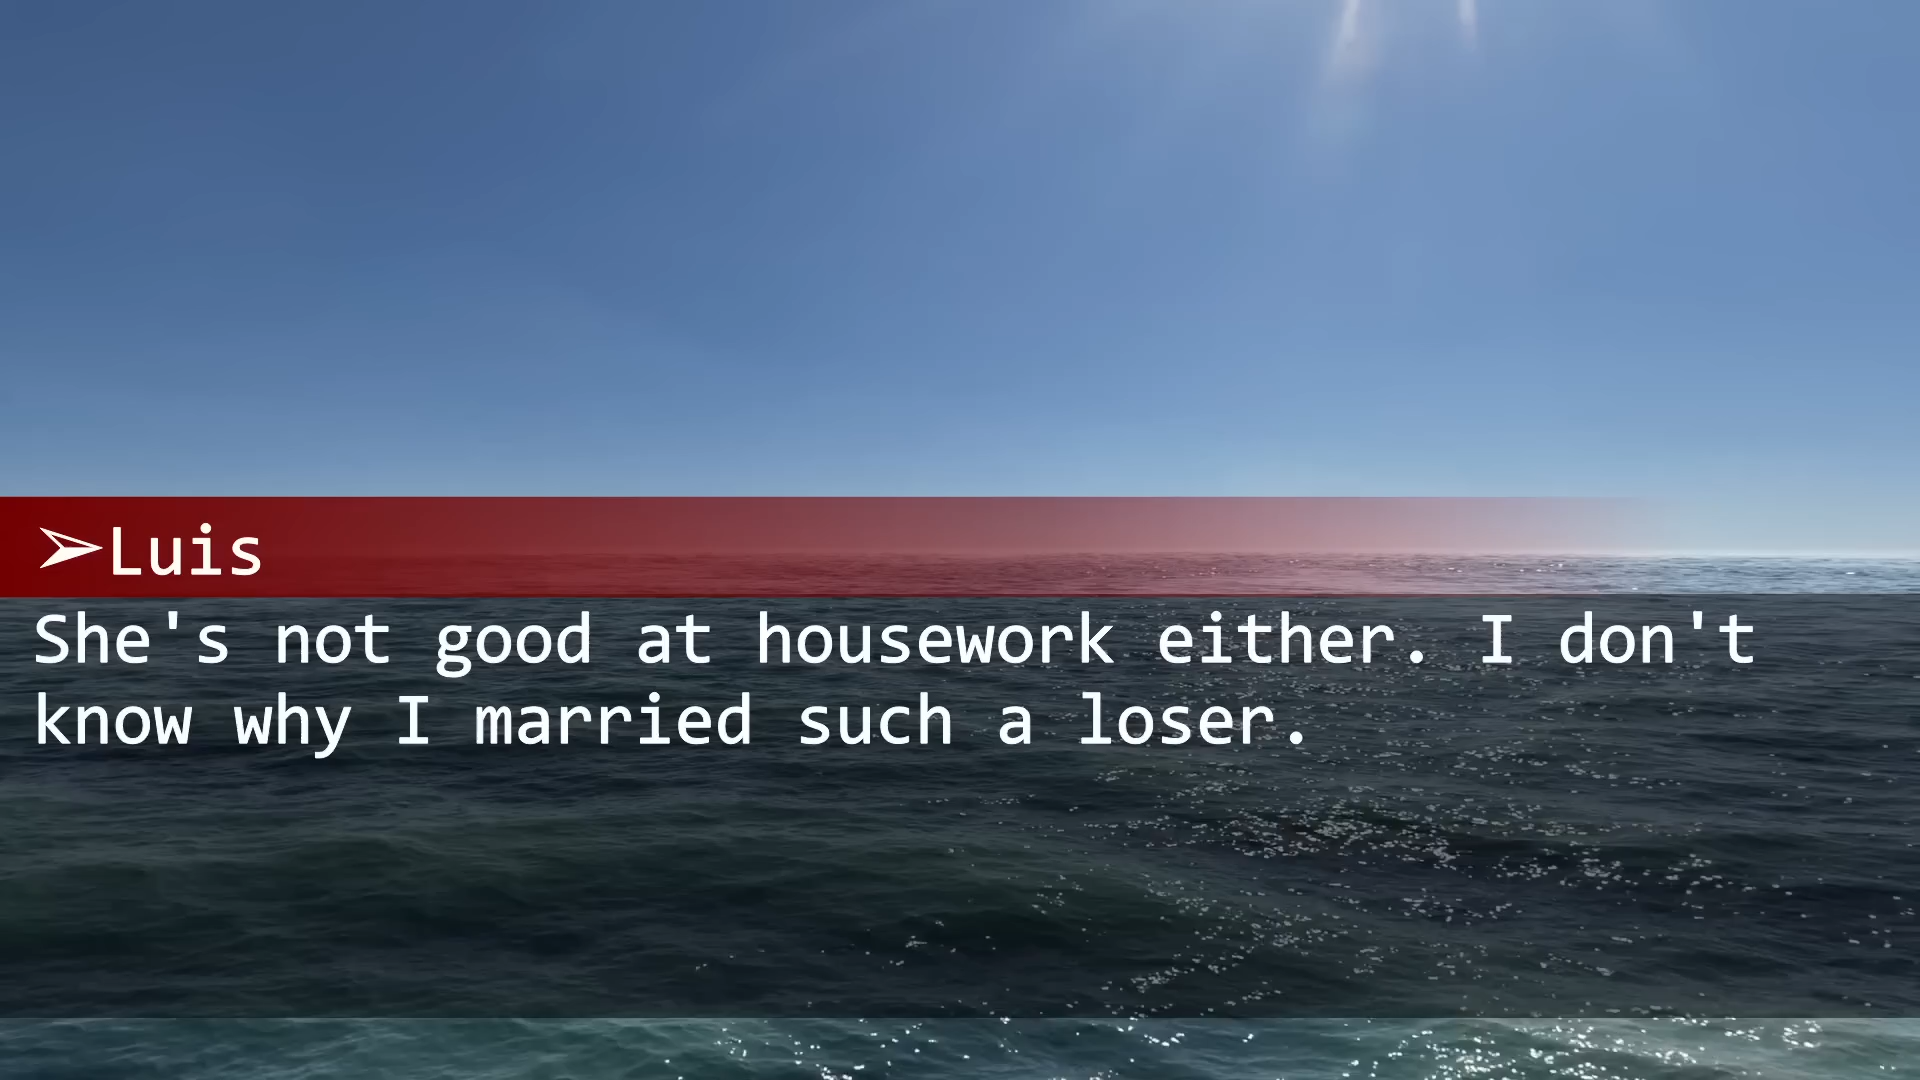 ➢Luis
She's not good at housework either. I don't
know why I married such a loser.